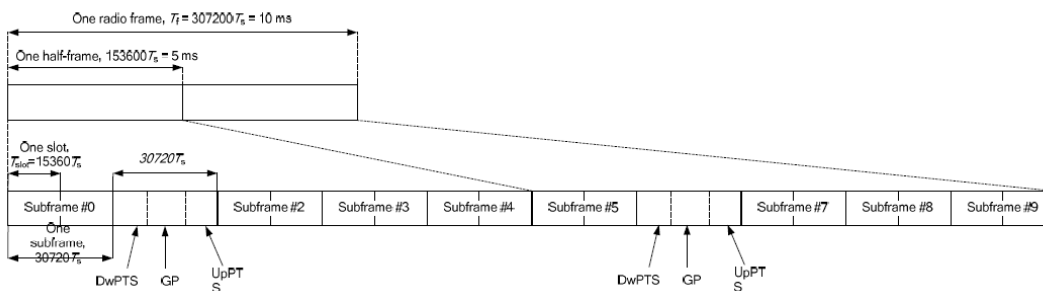 One radio frame, Tf = 307200Ts = 10 ms
One half-frame, 153600Ts = 5 ms
One slot,
Tslot=15360Ts
30720Ts
Subframe #0
Subframe #2
Subframe #3
Subframe #4
Subframe #5
Subframe #7
Subframe #8
Subframe #9
One
subframe,
30720Ts
DwPTS
GP
UpPT
S
DwPTS
GP
UpPT
S